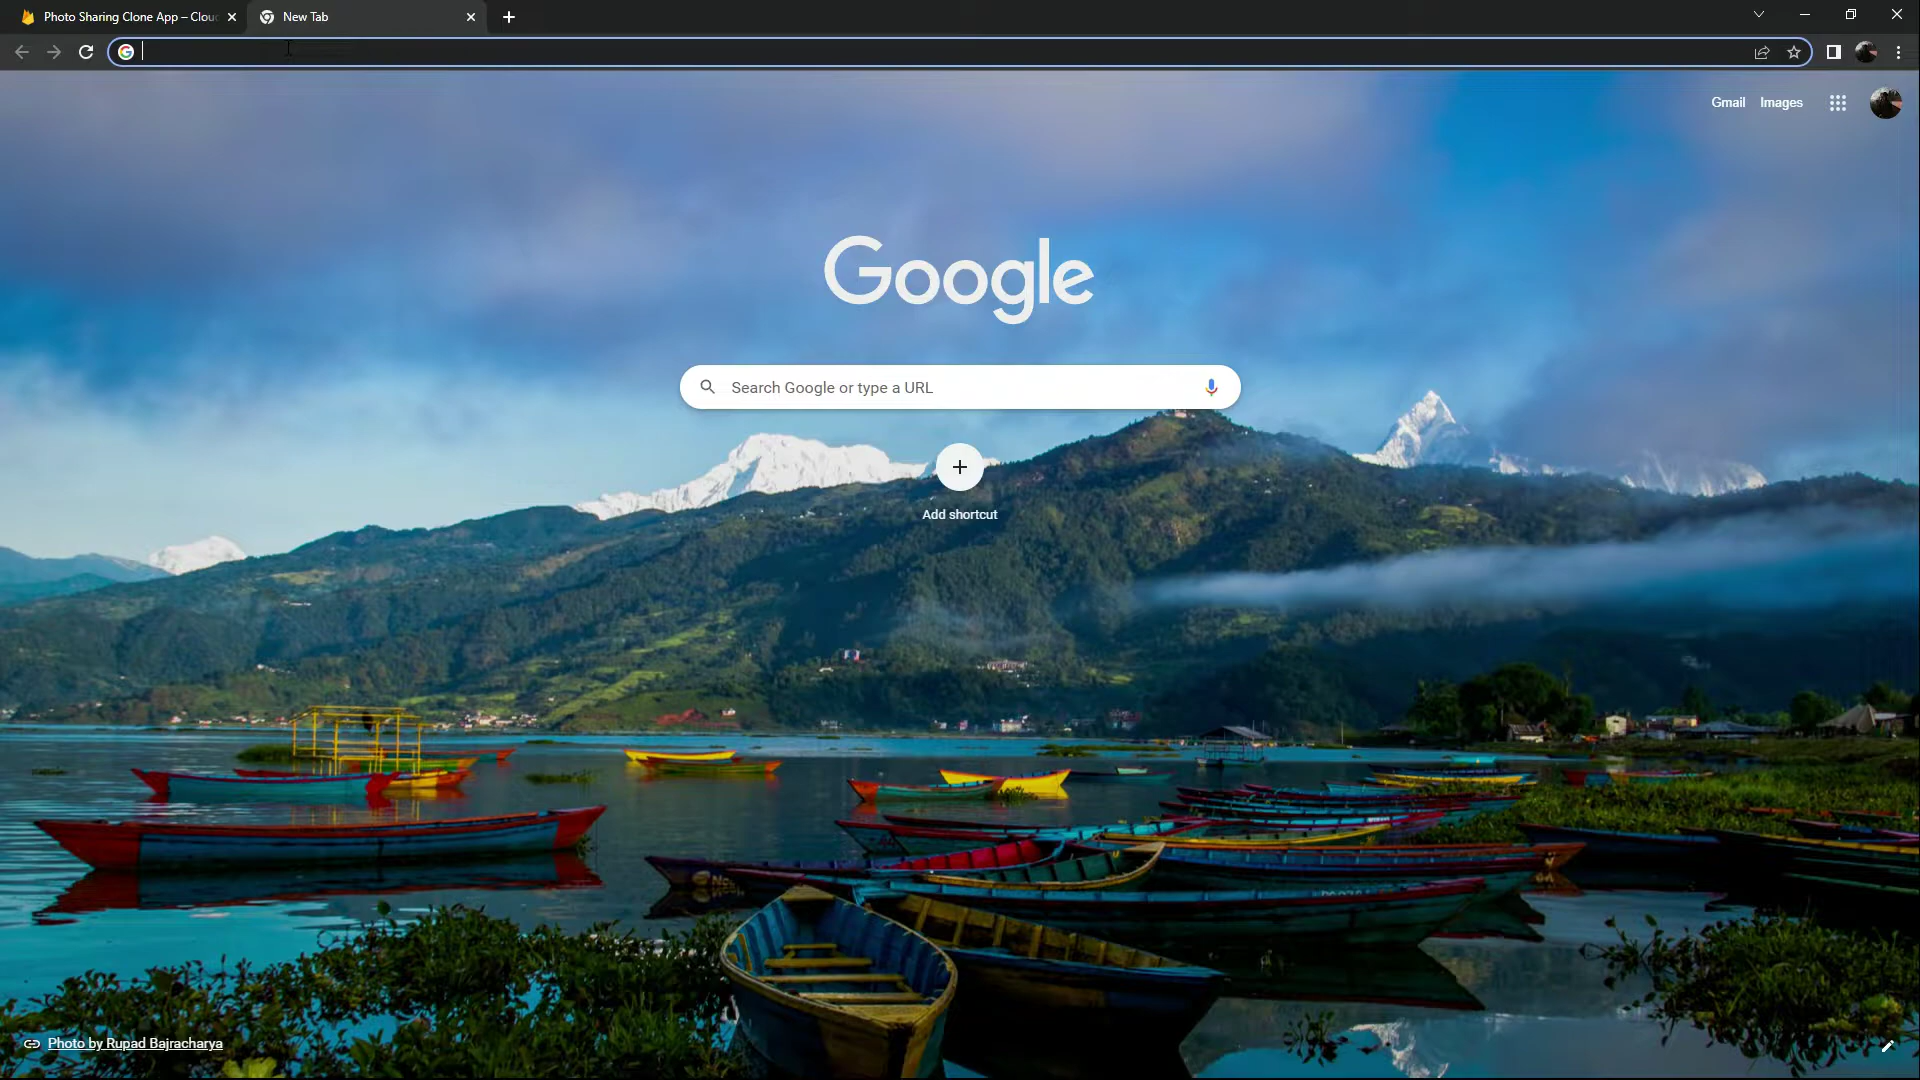 Photo Sharing Clone App – Clou
New Tab
Gmail
Images
Google
Search Google or type a URL
Add shortcut
Photo by Rupad Bajracharya